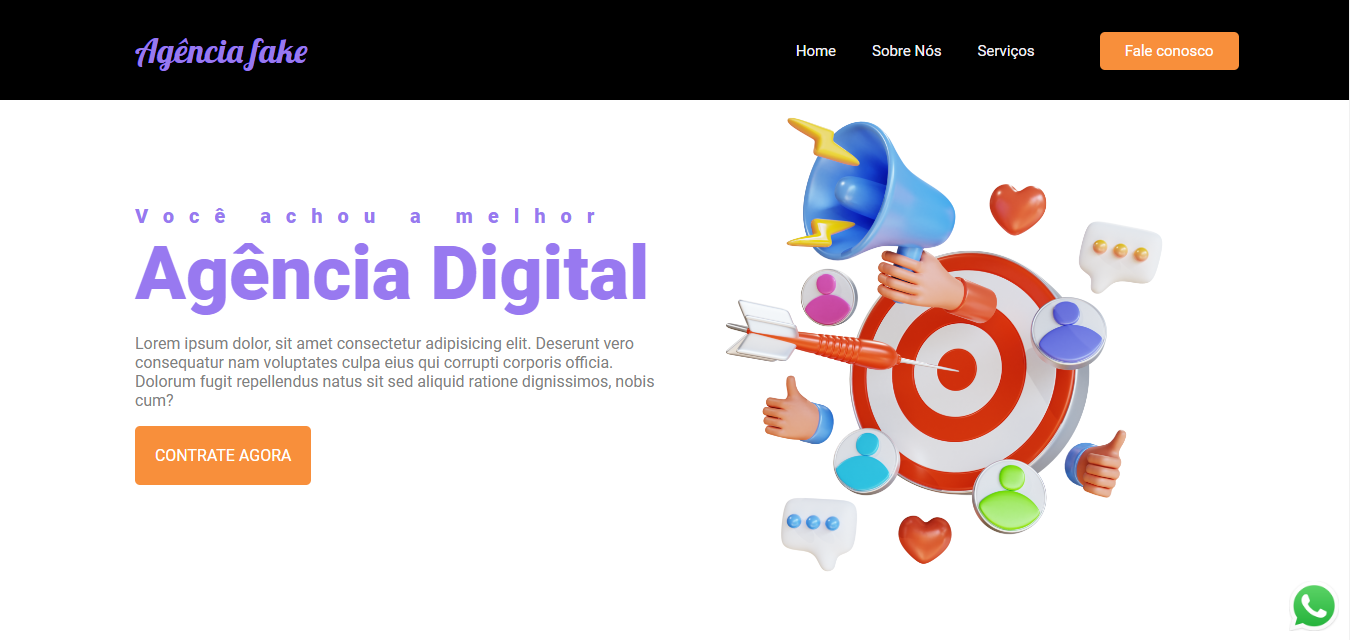 Agência fake
Home Sobre Nós Serviços Fale conosco
Você achou a melhor
Agência Digital
Lorem ipsum dolor, sit amet consectetur adipisicing elit. Deserunt vero
consequatur nam voluptates culpa eius qui corrupti corporis officia.
Dolorum fugit repellendus natus sit sed aliquid ratione dignissimos, nobis
cum?
CONTRATE AGORA